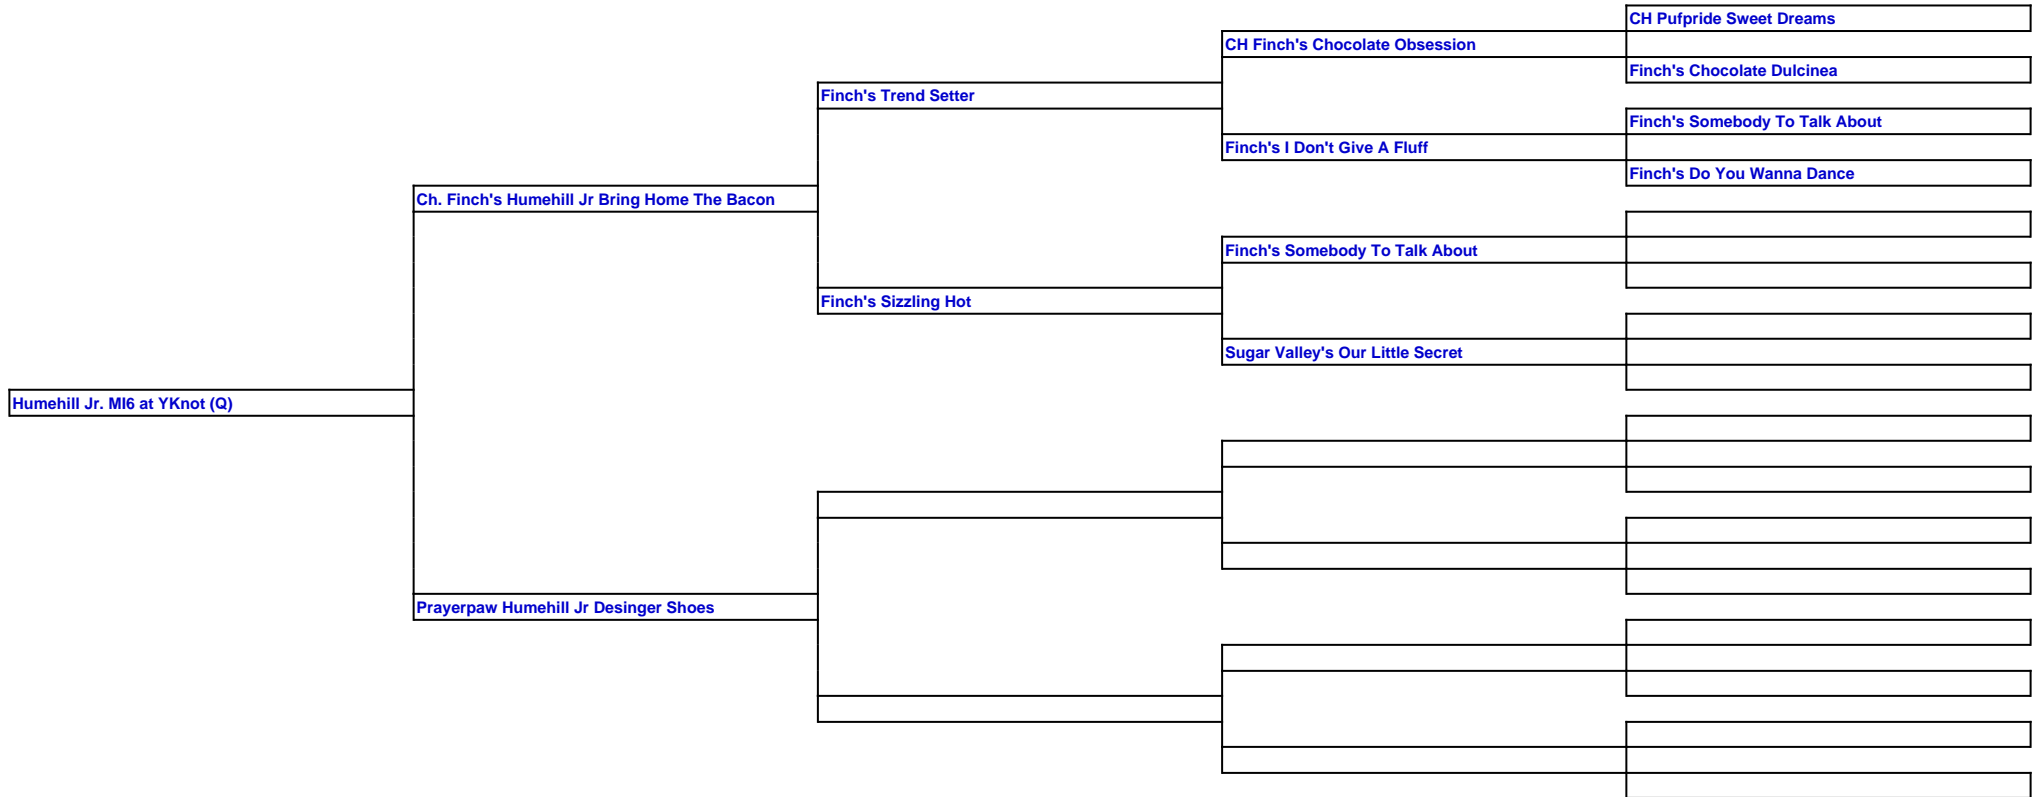 CH Pufpride Sweet Dreams
CH Finch's Chocolate Obsession
Finch's Chocolate Dulcinea
Finch's Trend Setter
Finch's Somebody To Talk About
Finch's I Don't Give A Fluff
Finch's Do You Wanna Dance
Ch. Finch's Humehill Jr Bring Home The Bacon
Finch's Somebody To Talk About
Finch's Sizzling Hot
Sugar Valley's Our Little Secret
Humehill Jr. MI6 at YKnot (Q)
Prayerpaw Humehill Jr Desinger Shoes